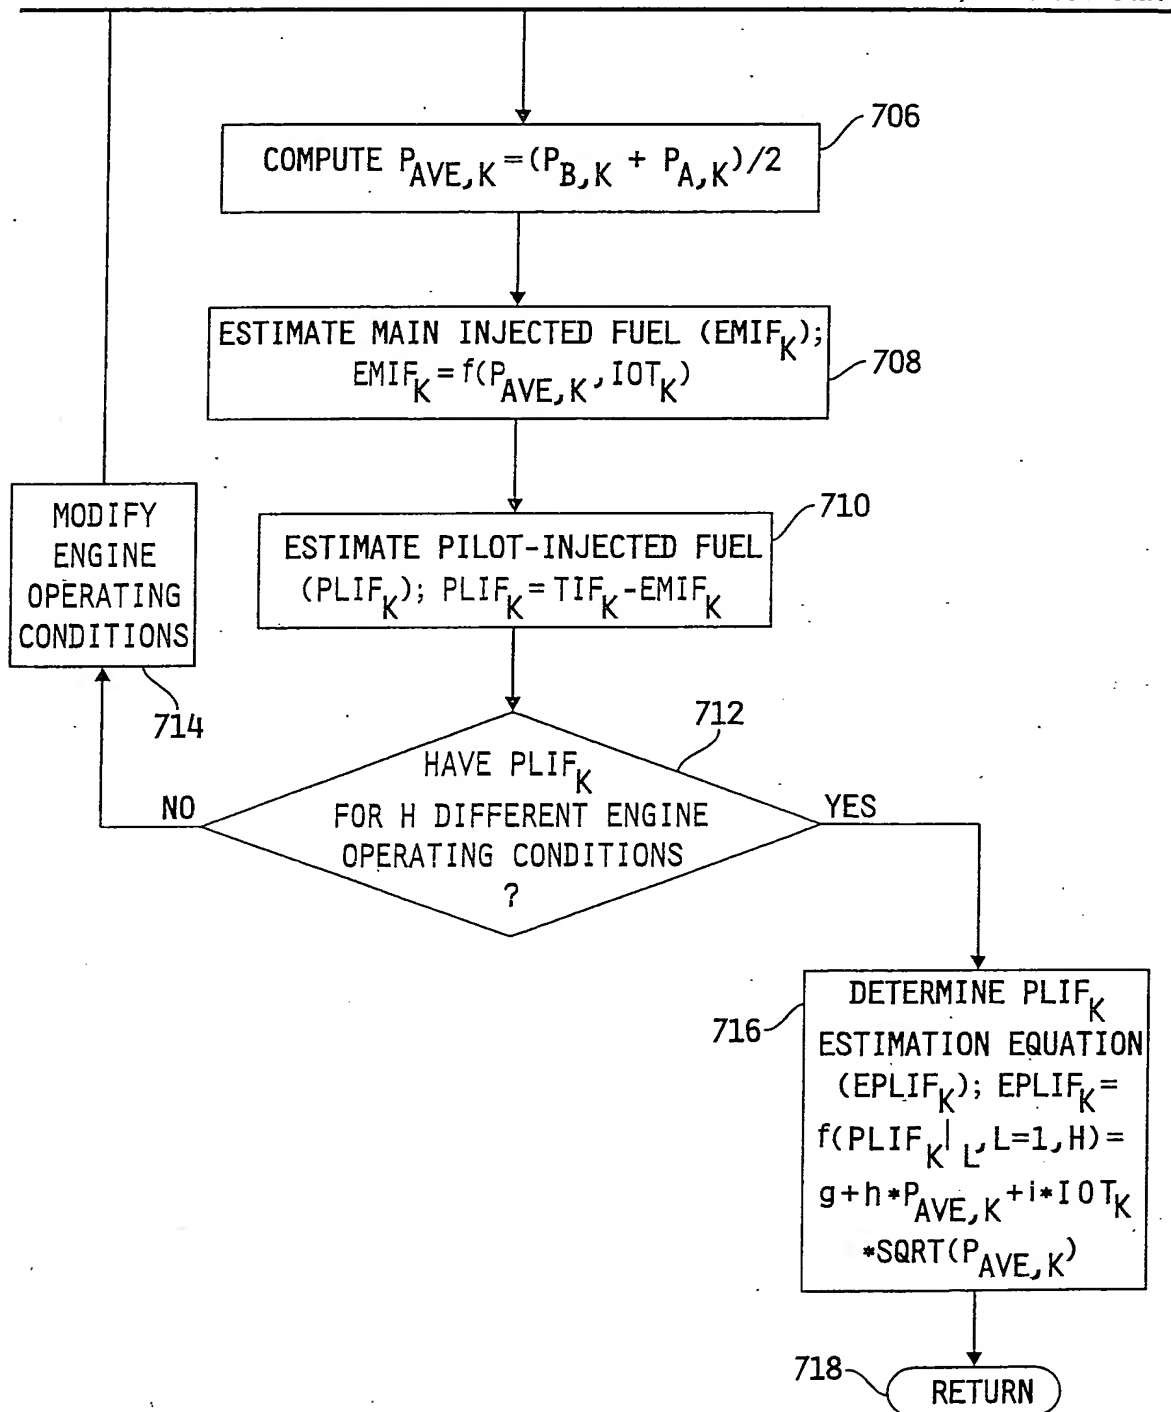 706
COMPUTE P_AVE,K = (P_B,K + P_A,K)/2
ESTIMATE MAIN INJECTED FUEL (EMIF_K);
EMIF_K = f(P_AVE,K, IOT_K)
708
MODIFY
ENGINE
OPERATING
CONDITIONS
714
710
ESTIMATE PILOT-INJECTED FUEL
(PLIF_K); PLIF_K = TIF_K-EMIF_K
712
HAVE PLIF_K
FOR H DIFFERENT ENGINE
OPERATING CONDITIONS
?
NO
YES
716
DETERMINE PLIF_K
ESTIMATION EQUATION
(EPLIF_K); EPLIF_K =
f(PLIF_K|_L, L=1, H) =
g+h*P_AVE,K+i*IOT_K
*SQRT(P_AVE,K)
718
RETURN